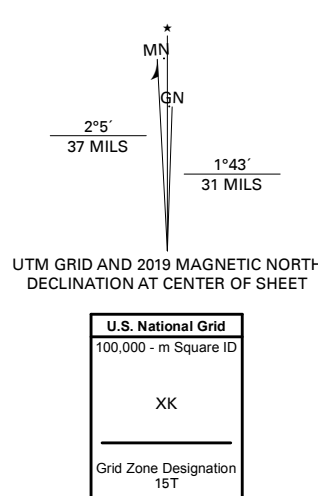 MN
GN
2°5´
37 MILS
1°43´
31 MILS
UTM GRID AND 2019 MAGNETIC NORTH
DECLINATION AT CENTER OF SHEET
U.S. National Grid
100,000 - m Square ID
XK
Grid Zone Designation
15T